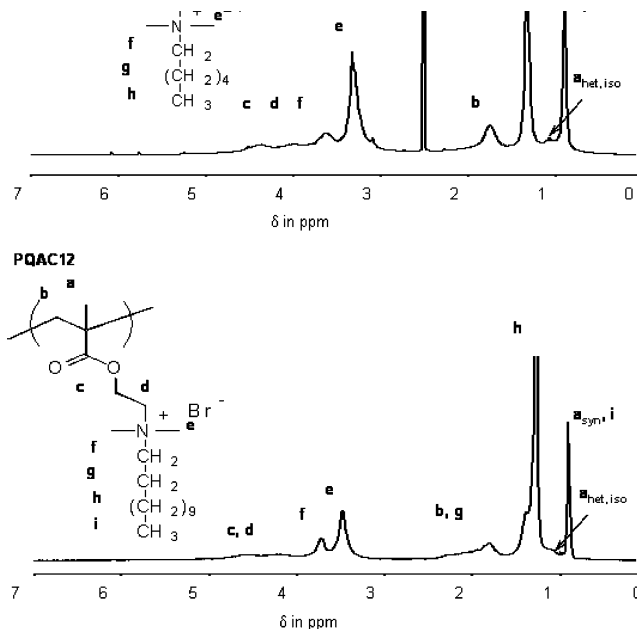 N + e
f
CH 2
g
(CH 2 ) 4
h
CH 3
e
c d f
b
a het,iso
7 6 5 4 3 2 1 0
δ in ppm
PQAC12
b a
O O
c d
+ Br -
N e
f
CH 2
g
CH 2
h
(CH 2 ) 9
i
CH 3
h
a syn , i
a het,iso
e
f
b, g
c, d
7 6 5 4 3 2 1 0
δ in ppm